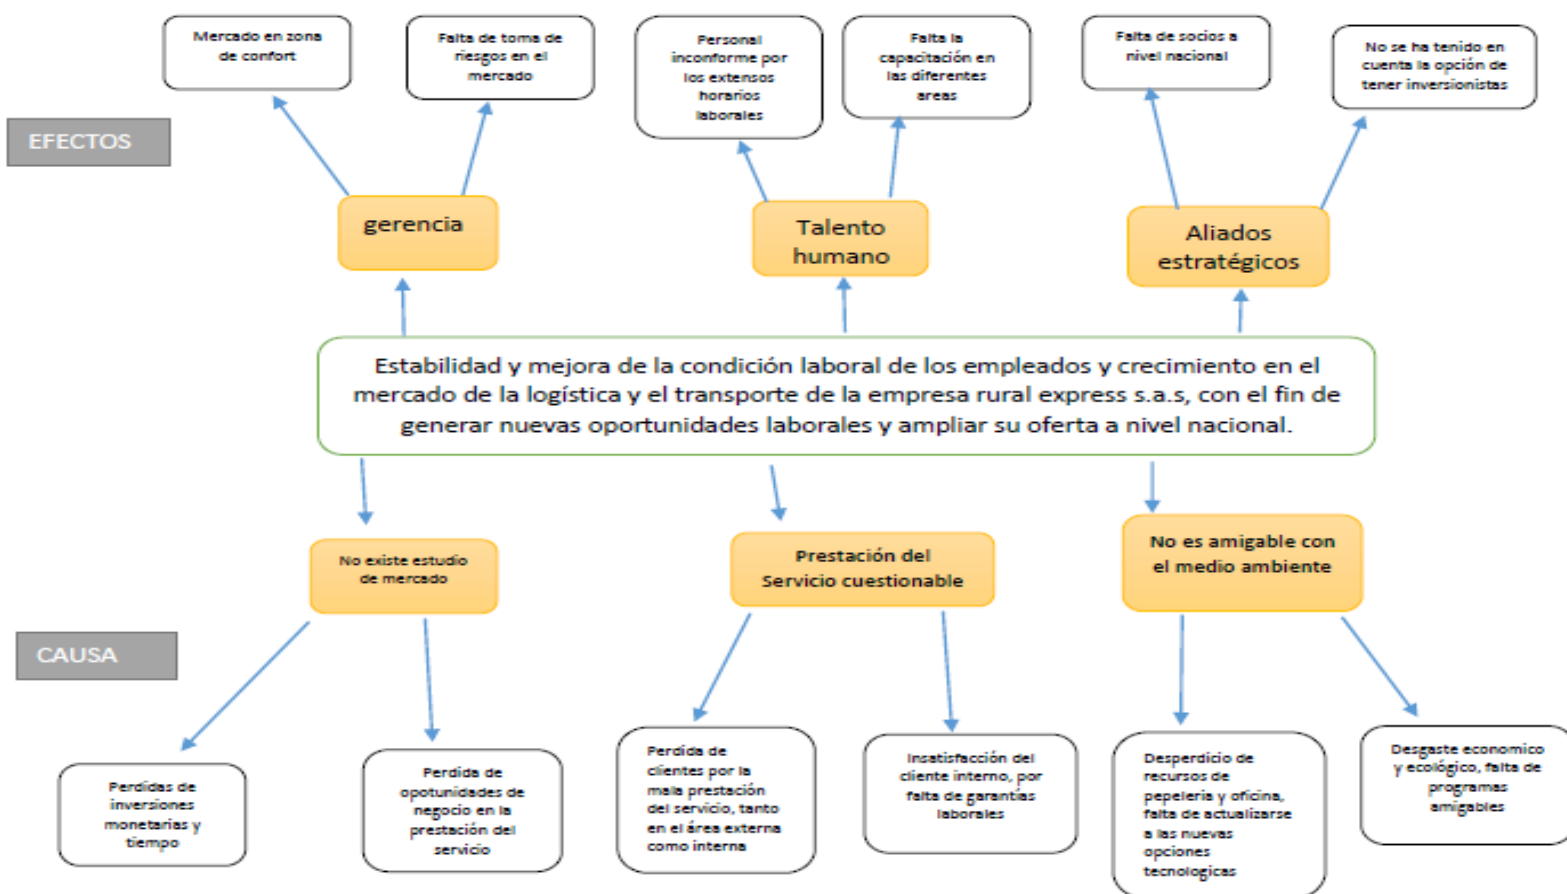 Mercado en zona
de confort
Falta de toma de
riesgos en el
mercado
Personal
inconforme por
los extensos
horarios
laborales
Falta la
capacitación en
las diferentes
areas
Falta de socios a
nivel nacional
No se ha tenido en
cuenta la opción de
tener inversionistas
EFECTOS
gerencia
Talento
humano
Aliados
estratégicos
Estabilidad y mejora de la condición laboral de los empleados y crecimiento en el
mercado de la logística y el transporte de la empresa rural express s.a.s, con el fin de
generar nuevas oportunidades laborales y ampliar su oferta a nivel nacional.
No existe estudio
de mercado
Prestación del
Servicio cuestionable
No es amigable con
el medio ambiente
CAUSA
Perdidas de
inversiones
monetarias y
tiempo
Perdida de
opotunidades de
negocio en la
prestación del
servicio
Perdida de
clientes por la
mala prestación
del servicio, tanto
en el área externa
como interna
Insatisfacción del
cliente interno, por
falta de garantías
laborales
Desperdicio de
recursos de
pepeleria y oficina,
falta de actualizarse
a las nuevas
opciones
tecnologicas
Desgaste economico
y ecológico, falta de
programas
amigables